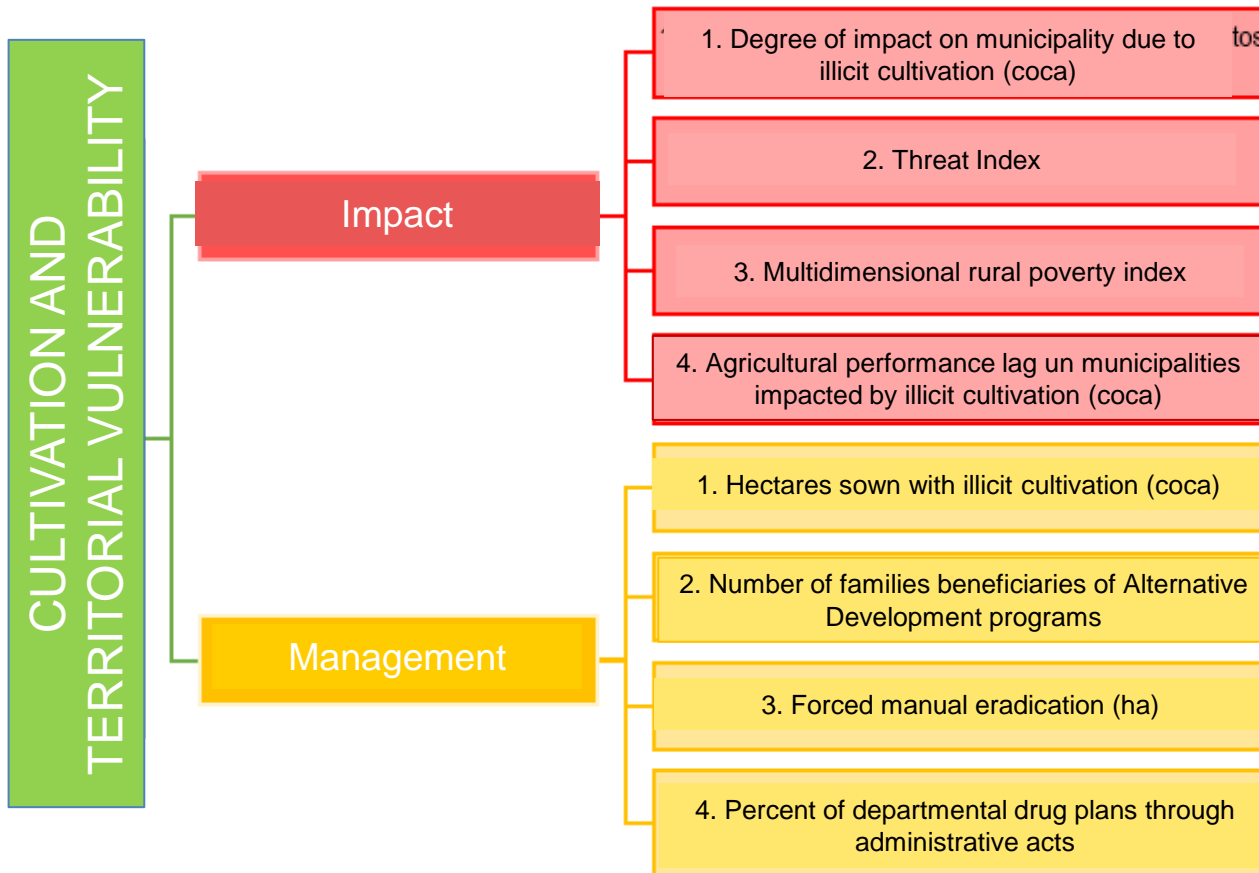 CULTIVATION AND
TERRITORIAL VULNERABILITY
Impact
1. Degree of impact on municipality due to
illicit cultivation (coca)
tos
2. Threat Index
3. Multidimensional rural poverty index
4. Agricultural performance lag un municipalities
impacted by illicit cultivation (coca)
Management
1. Hectares sown with illicit cultivation (coca)
2. Number of families beneficiaries of Alternative
Development programs
3. Forced manual eradication (ha)
4. Percent of departmental drug plans through
administrative acts